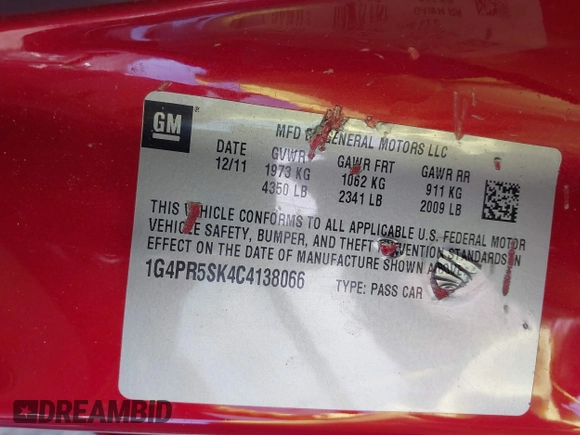 GM ®
MFD BY GENERAL MOTORS LLC
DATE GVWR GAWR FRT GAWR RR
12/11 1973 KG 1062 KG 911 KG
4350 LB 2341 LB 2009 LB
THIS VEHICLE CONFORMS TO ALL APPLICABLE U.S. FEDERAL MOTOR
VEHICLE SAFETY, BUMPER, AND THEFT PREVENTION STANDARDS IN
EFFECT ON THE DATE OF MANUFACTURE SHOWN ABOVE
1G4PR5SK4C4138066 TYPE: PASS CAR
DREAMBID